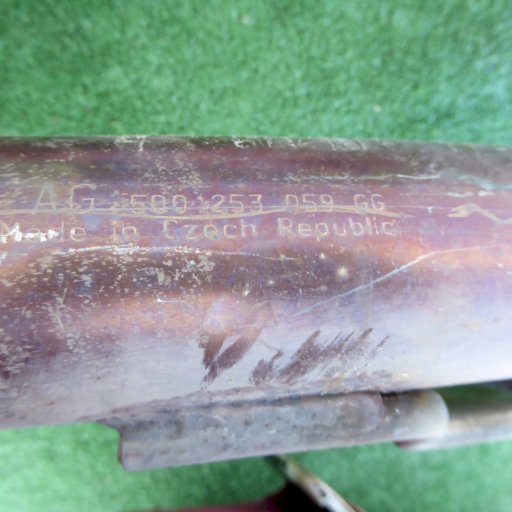 AG 5Q0 253 059 GG
Made in Czech Republic